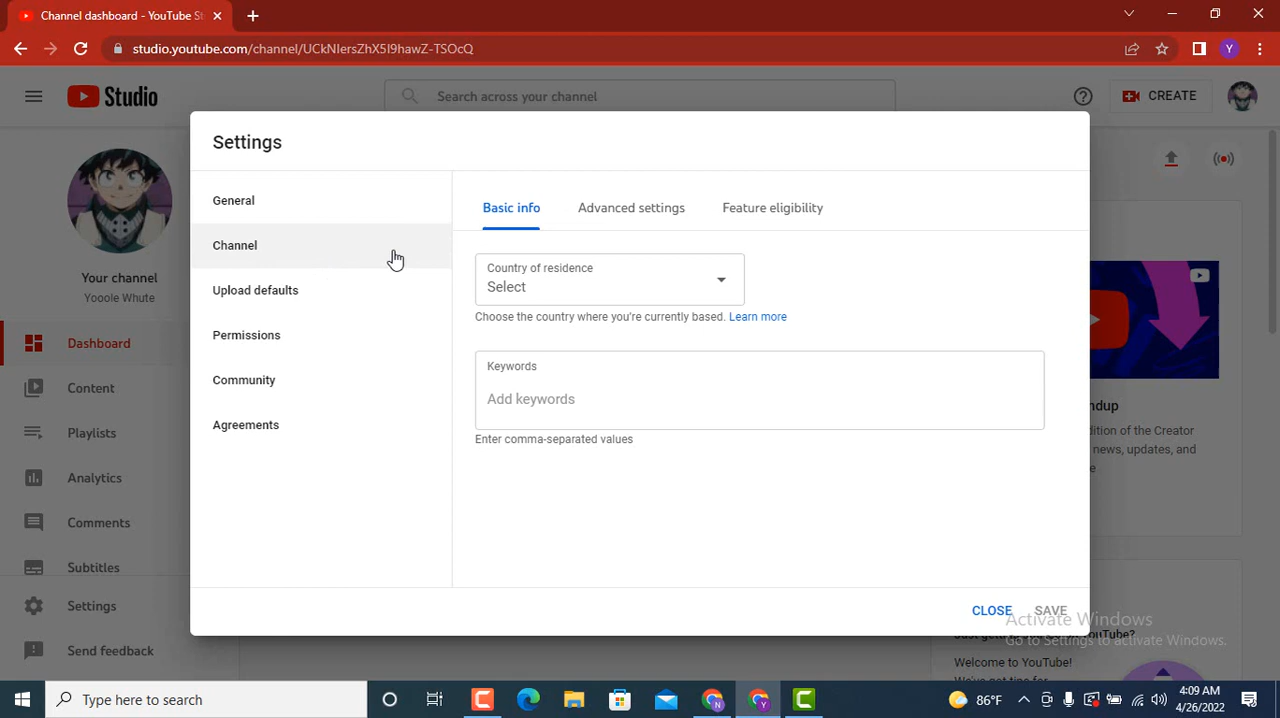 Channel dashboard - YouTube St
studio.youtube.com/channel/UCkNIersZhX5I9hawZ-TSOcQ
Y
Studio
Search across your channel
CREATE
Settings
General
Channel
Upload defaults
Permissions
Community
Agreements
Basic info
Advanced settings
Feature eligibility
Country of residence
Select
Choose the country where you're currently based. Learn more
Keywords
Add keywords
Enter comma-separated values
CLOSE
SAVE
Your channel
Yooole Whute
Dashboard
Content
Playlists
Analytics
Comments
Subtitles
Settings
Send feedback
ndup
dition of the Creator
news, updates, and
e
YouTube?
Welcome to YouTube!
Activate Windows
Go to Settings to activate Windows.
Type here to search
N
Y
86°F
4:09 AM
4/26/2022